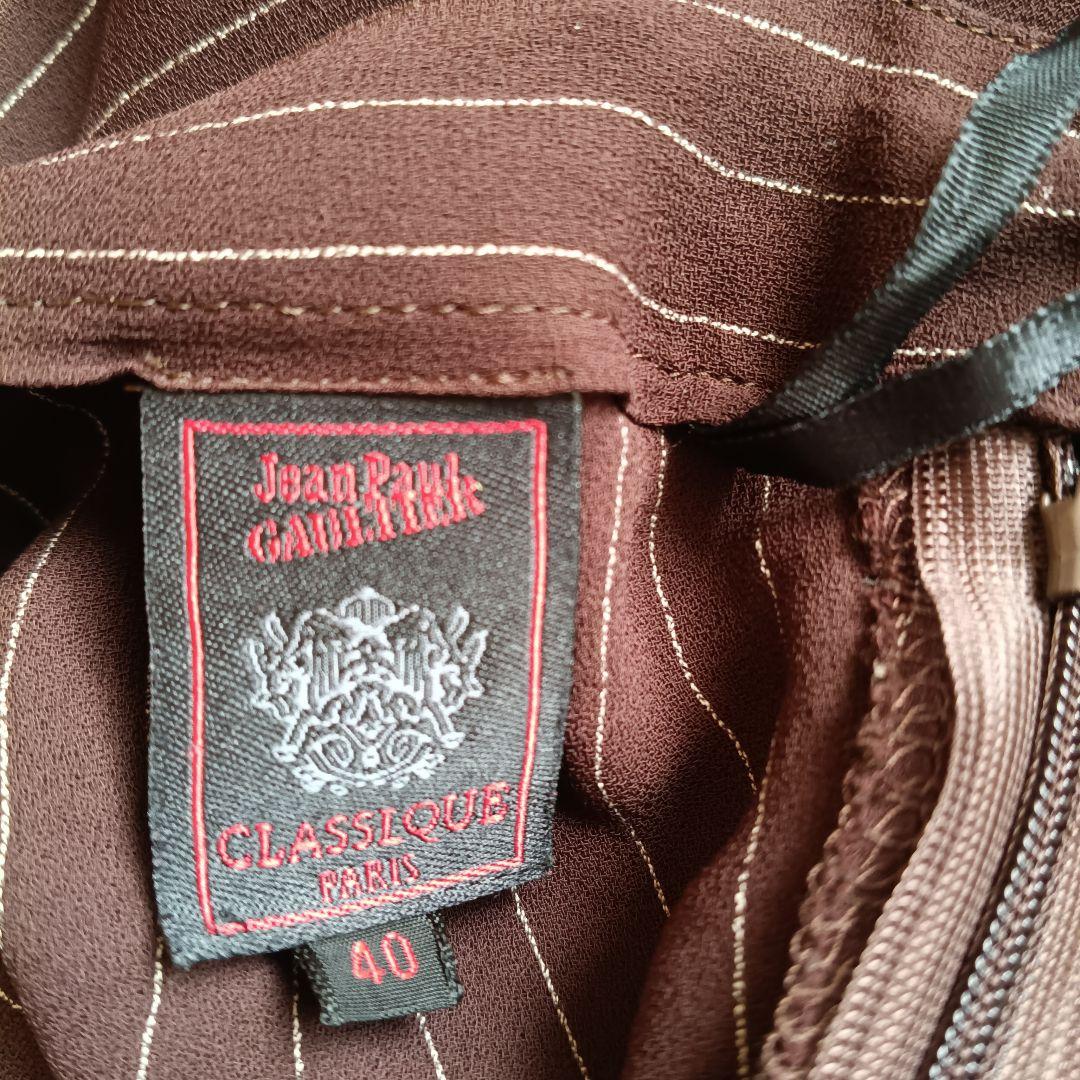 Jean Paul
GAULTIER
CLASSIQUE
PARIS
40